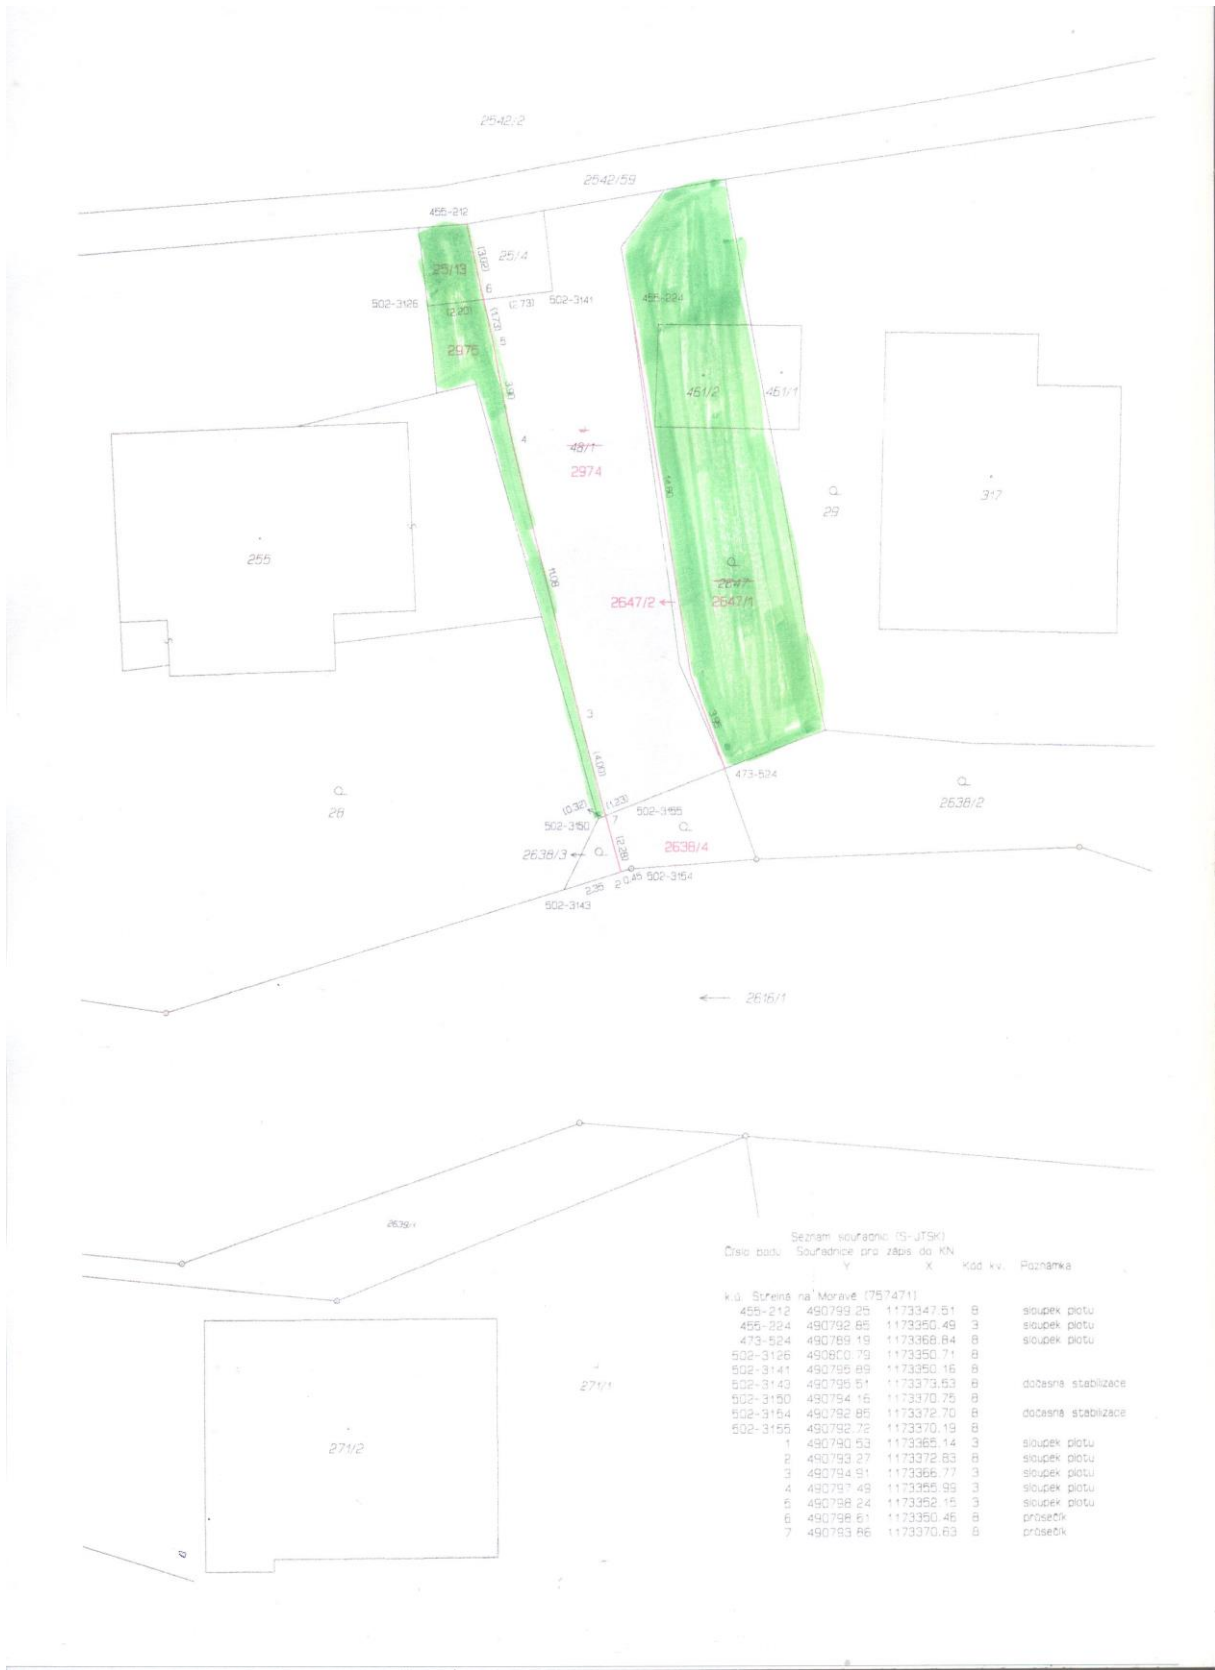 2542/2
2542/59
455-212
25/4
(3.02)
25/13
6
502-3126
(2.20)
(2.73)
502-3141
(1.73)
5
2975
3.90
4
455-224
461/2
461/1
48/1
2974
29
317
255
11.08
2647
2647/2
2647/1
3
3.95
(4.00)
473-524
28
(0.32)
(1.23)
502-3155
502-3150
7
2638/2
2638/3
(2.28)
2638/4
2.35
2
0.45
502-3154
502-3143
2616/1
271/1
271/2
Seznam souřadnic (S-JTSK)
Číslo bodu Souřadnice pro zápis do KN
Y X Kód kv. Poznámka
k.ú. Střelná na Moravě (757471)
455-212 490799.25 1173347.51 8 sloupek plotu
455-224 490792.85 1173350.49 3 sloupek plotu
473-524 490789.19 1173368.84 8 sloupek plotu
502-3126 490800.79 1173350.71 8
502-3141 490795.89 1173350.16 8
502-3143 490795.51 1173373.53 8 dočasná stabilizace
502-3150 490794.16 1173370.75 8
502-3154 490792.85 1173372.70 8 dočasná stabilizace
502-3155 490792.72 1173370.19 8
1 490790.53 1173365.14 3 sloupek plotu
2 490793.27 1173372.83 8 sloupek plotu
3 490794.91 1173366.77 3 sloupek plotu
4 490797.49 1173355.99 3 sloupek plotu
5 490798.24 1173352.15 3 sloupek plotu
6 490798.61 1173350.46 8 průsečík
7 490793.86 1173370.63 8 průsečík